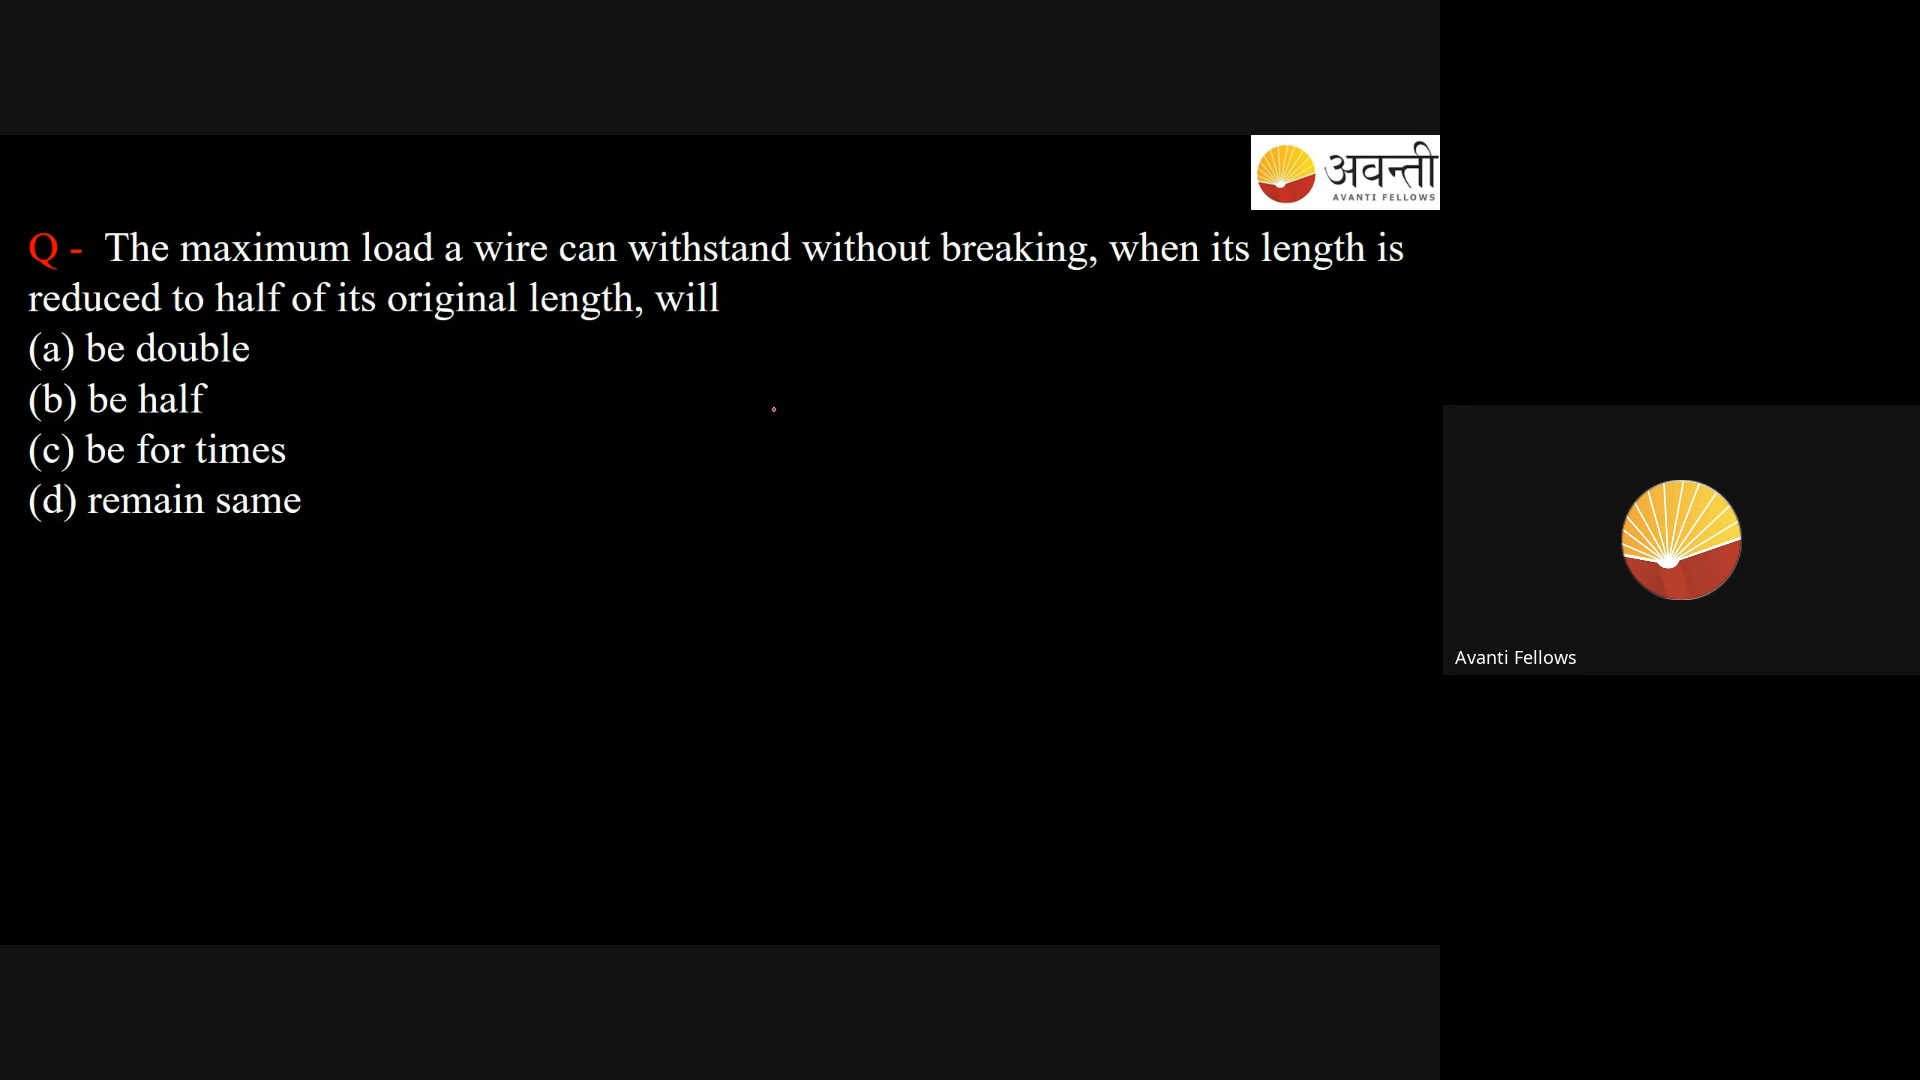 अवन्ती
AVANTI FELLOWS
Q - The maximum load a wire can withstand without breaking, when its length is
reduced to half of its original length, will
(a) be double
(b) be half
(c) be for times
(d) remain same
Avanti Fellows